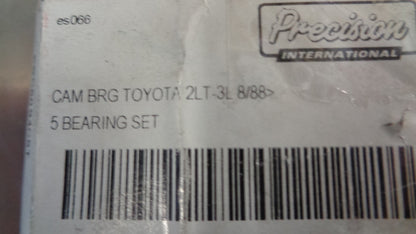 es066
Precision
INTERNATIONAL
CAM BRG TOYOTA 2LT-3L 8/88>
5 BEARING SET